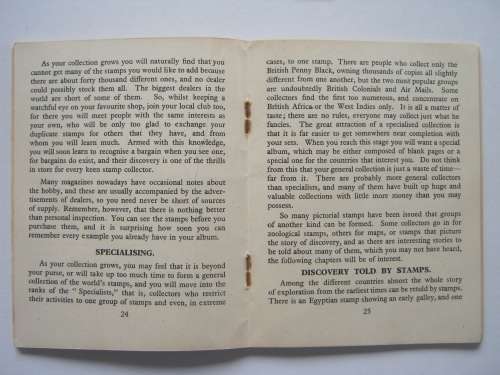 As your collection grows you will naturally find that you
cannot get many of the stamps you would like to add because
there are about forty thousand different ones, and no dealer
could possibly stock them all. The biggest dealers in the
world are short of some of them. So, whilst keeping a
watchful eye on your favourite shop, join your local club too,
for there you will meet people with the same interests as
your own, who will be only too glad to exchange your
duplicate stamps for others that they have, and from
whom you will learn much. Armed with this knowledge,
you will soon learn to recognise a bargain when you see one,
for bargains do exist, and their discovery is one of the thrills
in store for every keen stamp collector.
Many magazines nowadays have occasional notes about
the hobby, and these are usually accompanied by the adver-
tisements of dealers, so you need never be short of sources
of supply. Remember, however, that there is nothing better
than personal inspection. You can see the stamps before you
purchase them, and it is surprising how soon you can
remember every example you already have in your album.
SPECIALISING.
As your collection grows, you may feel that it is beyond
your purse, or will take up too much time to form a general
collection of the world's stamps, and you will move into the
ranks of the "Specialists," that is, collectors who restrict
their activities to one group of stamps and even, in extreme
24
cases, to one stamp. There are people who collect only the
British Penny Black, owning thousands of copies all slightly
different from one another, but the two most popular groups
are undoubtedly British Colonials and Air Mails. Some
collectors find the first too numerous, and concentrate on
British Africa or the West Indies only. It is all a matter of
taste; there are no rules, everyone may collect just what he
fancies. The great attraction of a specialised collection is
that it is far easier to get somewhere near completion with
your sets. When you reach this stage you will want a special
album, which may be either composed of blank pages or a
special one for the countries that interest you. Do not think
from this that your general collection is just a waste of time—
far from it. There are probably more general collectors
than specialists, and many of them have built up huge and
valuable collections with little more money than you may
possess.
So many pictorial stamps have been issued that groups
of another kind can be formed. Some collectors go in for
zoological stamps, others for maps, or stamps that picture
the story of discovery, and as there are interesting stories to
be told about many of them, which you may not have heard,
the following chapters will be of interest.
DISCOVERY TOLD BY STAMPS.
Among the different countries almost the whole story
of exploration from the earliest times can be retold by stamps.
There is an Egyptian stamp showing an early galley, and one
25